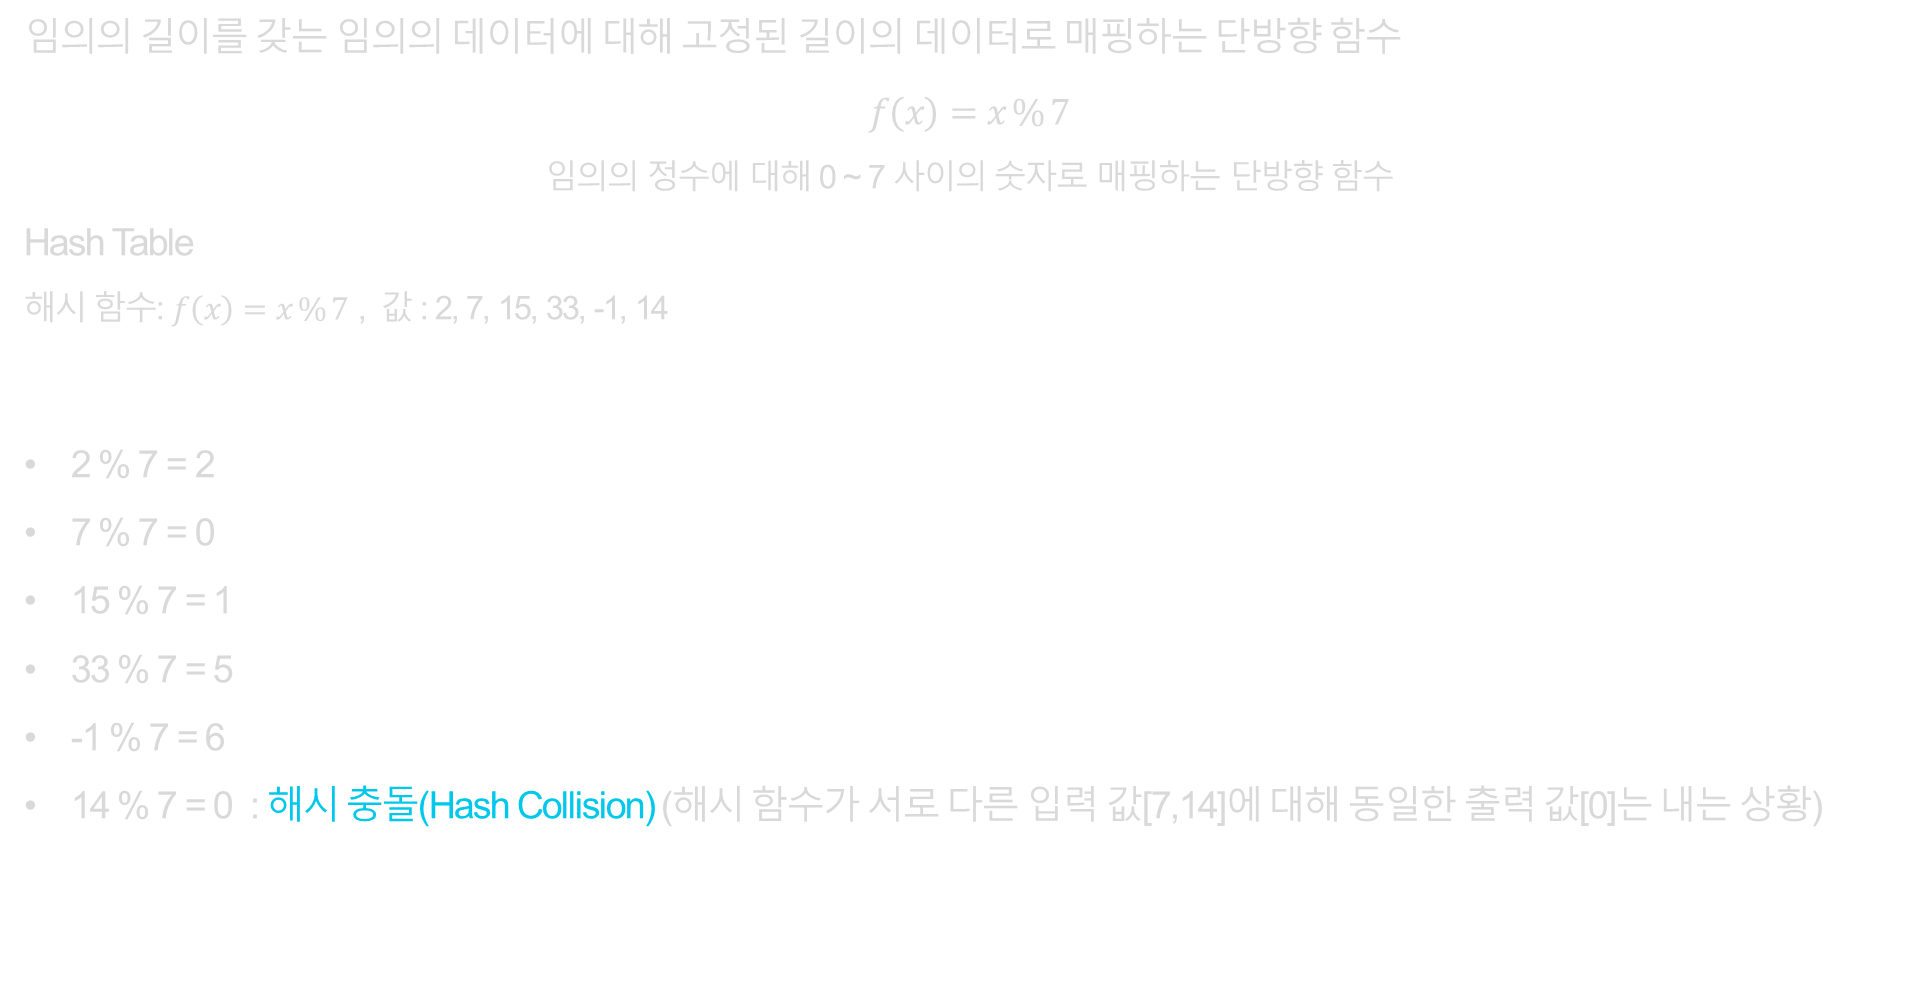 임의의 길이를 갖는 임의의 데이터에 대해 고정된 길이의 데이터로 매핑하는 단방향 함수
f(x) = x % 7
임의의 정수에 대해 0 ~ 7 사이의 숫자로 매핑하는 단방향 함수
Hash Table
해시 함수: f(x) = x % 7 , 값 : 2, 7, 15, 33, -1, 14
• 2 % 7 = 2
• 7 % 7 = 0
• 15 % 7 = 1
• 33 % 7 = 5
• -1 % 7 = 6
• 14 % 7 = 0 : 해시 충돌(Hash Collision) (해시 함수가 서로 다른 입력 값[7,14]에 대해 동일한 출력 값[0]는 내는 상황)